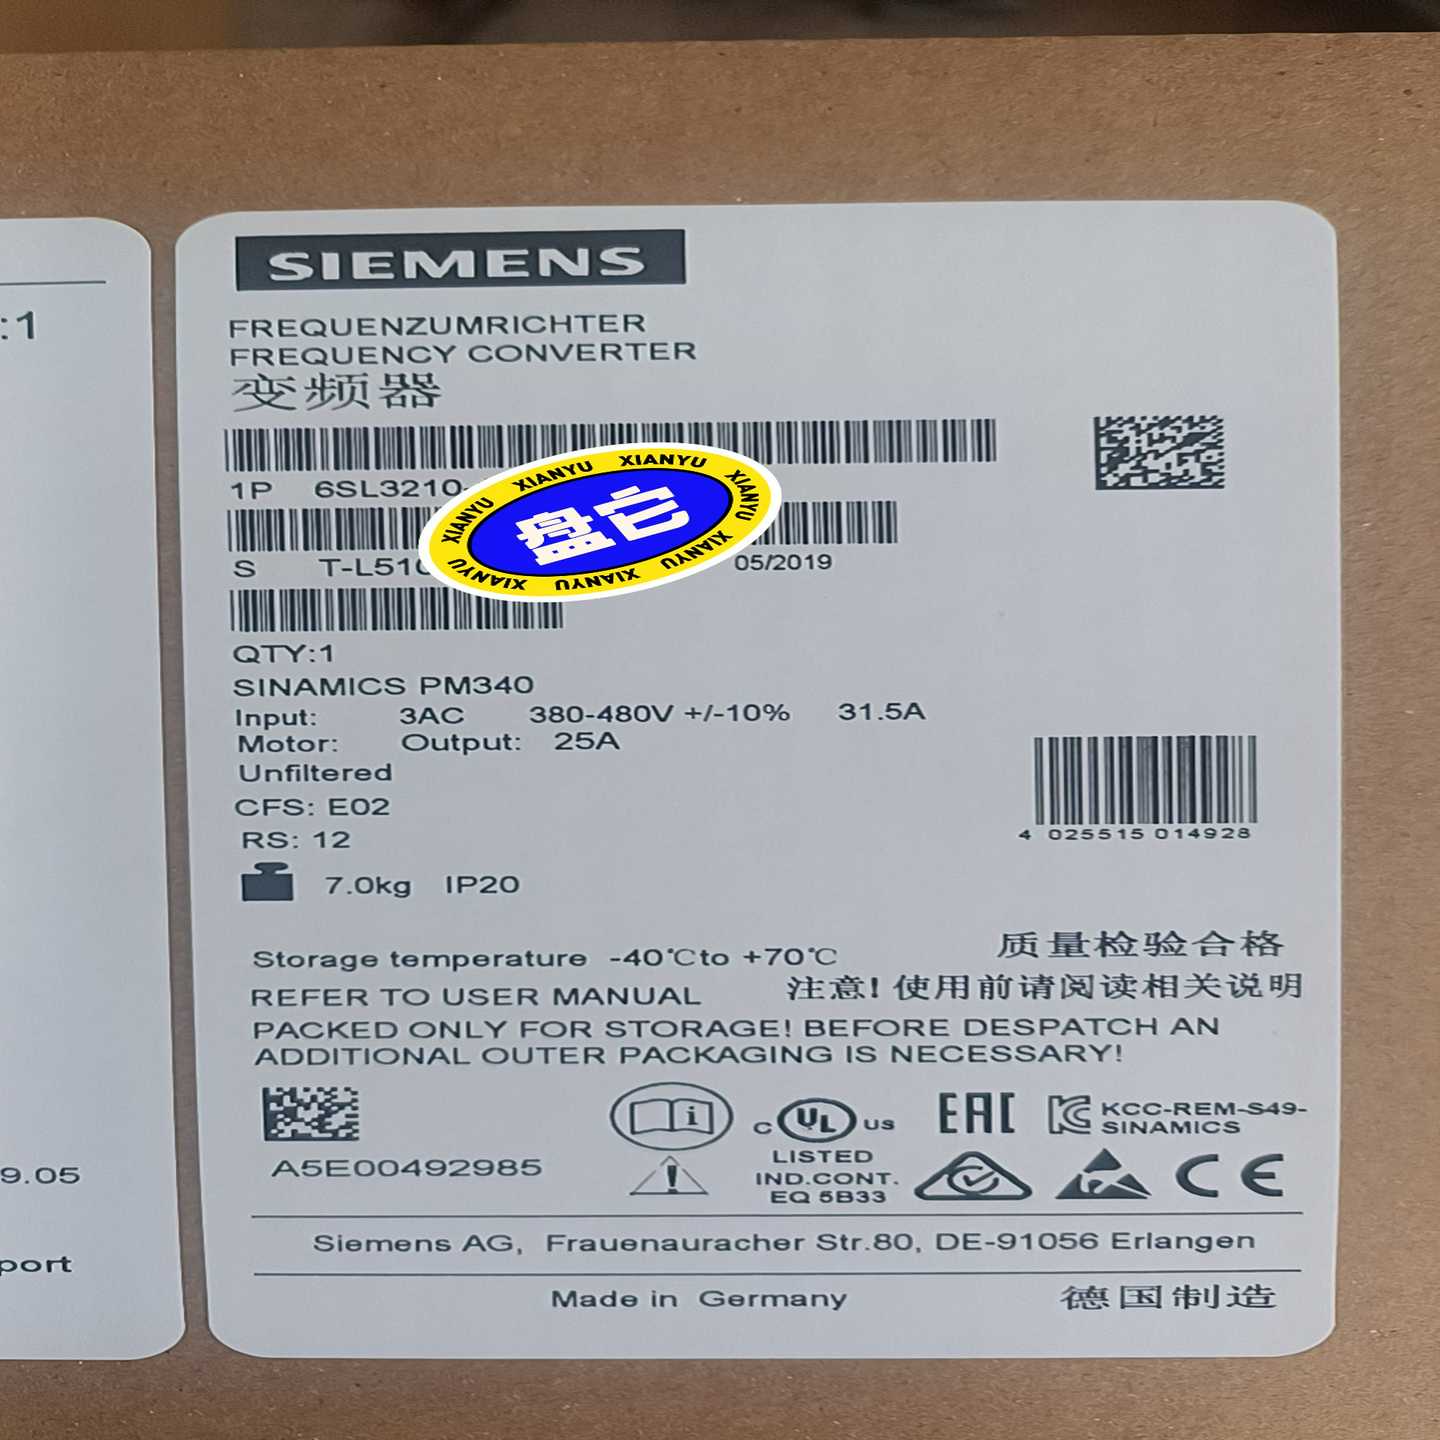 :1
9.05
port
SIEMENS
FREQUENZUMRICHTER
FREQUENCY CONVERTER
变频器
1P 6SL3210-
S T-L51 05/2019
XIANYU XIANYU XIANYU XIANYU XIANYU XIANYU XIANYU XIANYU XIANYU
盘它
QTY:1
SINAMICS PM340
Input: 3AC 380-480V +/-10% 31.5A
Motor: Output: 25A
Unfiltered
CFS: E02
RS: 12
4 025515 014928
7.0kg IP20
Storage temperature -40℃to +70℃ 质量检验合格
REFER TO USER MANUAL 注意!使用前请阅读相关说明
PACKED ONLY FOR STORAGE! BEFORE DESPATCH AN
ADDITIONAL OUTER PACKAGING IS NECESSARY!
A5E00492985
i
!
C UL US
LISTED
IND.CONT.
EQ 5B33
EAC
KCC-REM-S49-
SINAMICS
CE
Siemens AG, Frauenauracher Str.80, DE-91056 Erlangen
Made in Germany 德国制造